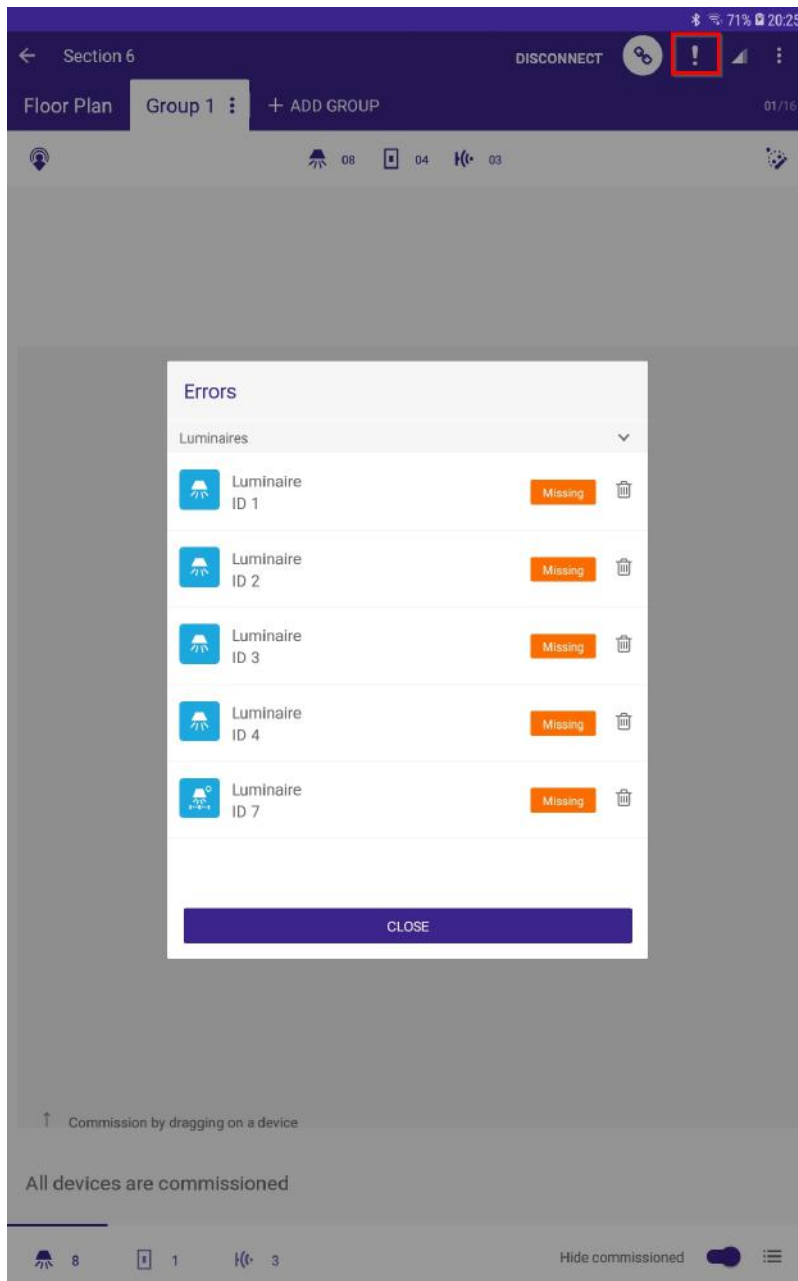 71% 20:25
Section 6 DISCONNECT
Floor Plan Group 1 + ADD GROUP 01/16
08 04 03
Errors
Luminaires
Luminaire
ID 1
Missing
Luminaire
ID 2
Missing
Luminaire
ID 3
Missing
Luminaire
ID 4
Missing
Luminaire
ID 7
Missing
CLOSE
Commission by dragging on a device
All devices are commissioned
8 1 3 Hide commissioned